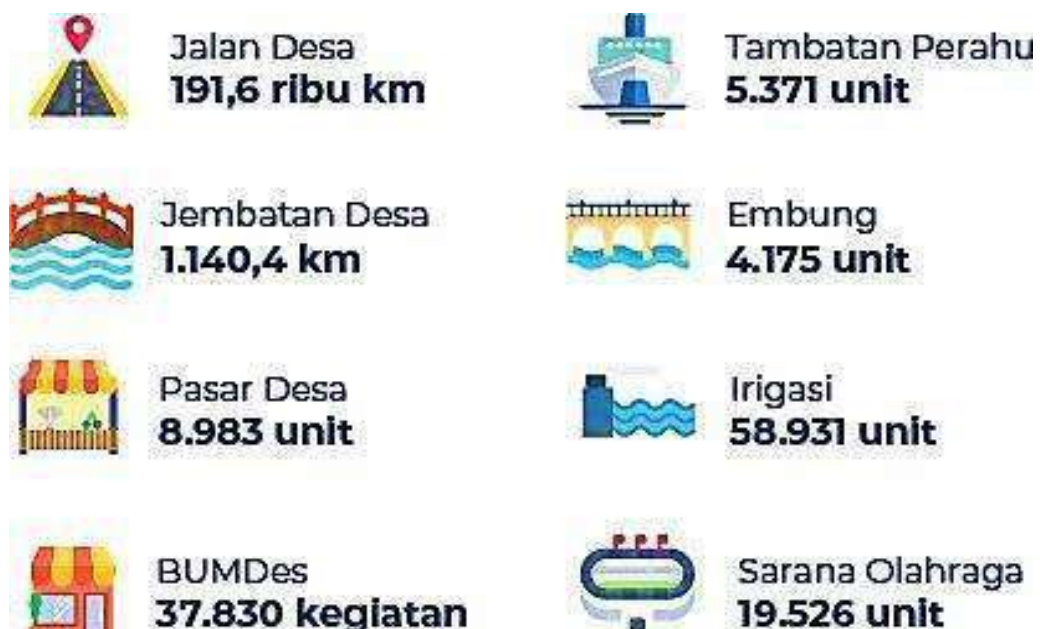 Jalan Desa
191,6 ribu km
Tambatan Perahu
5.371 unit
Jembatan Desa
1.140,4 km
Embung
4.175 unit
Pasar Desa
8.983 unit
Irigasi
58.931 unit
BUMDes
37.830 kegiatan
Sarana Olahraga
19.526 unit